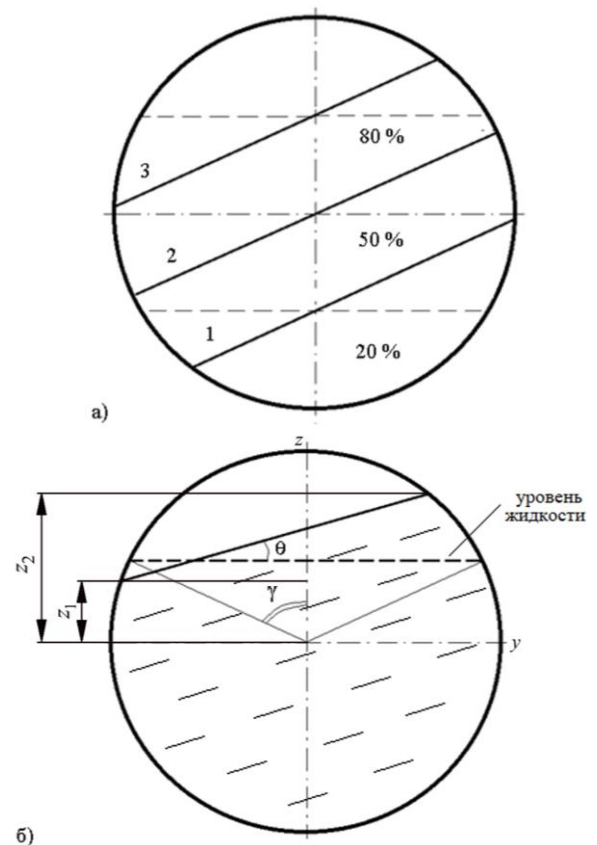 80 %
3
50 %
2
1
20 %
а)
z
уровень
жидкости
θ
z₂
γ
z₁
y
б)